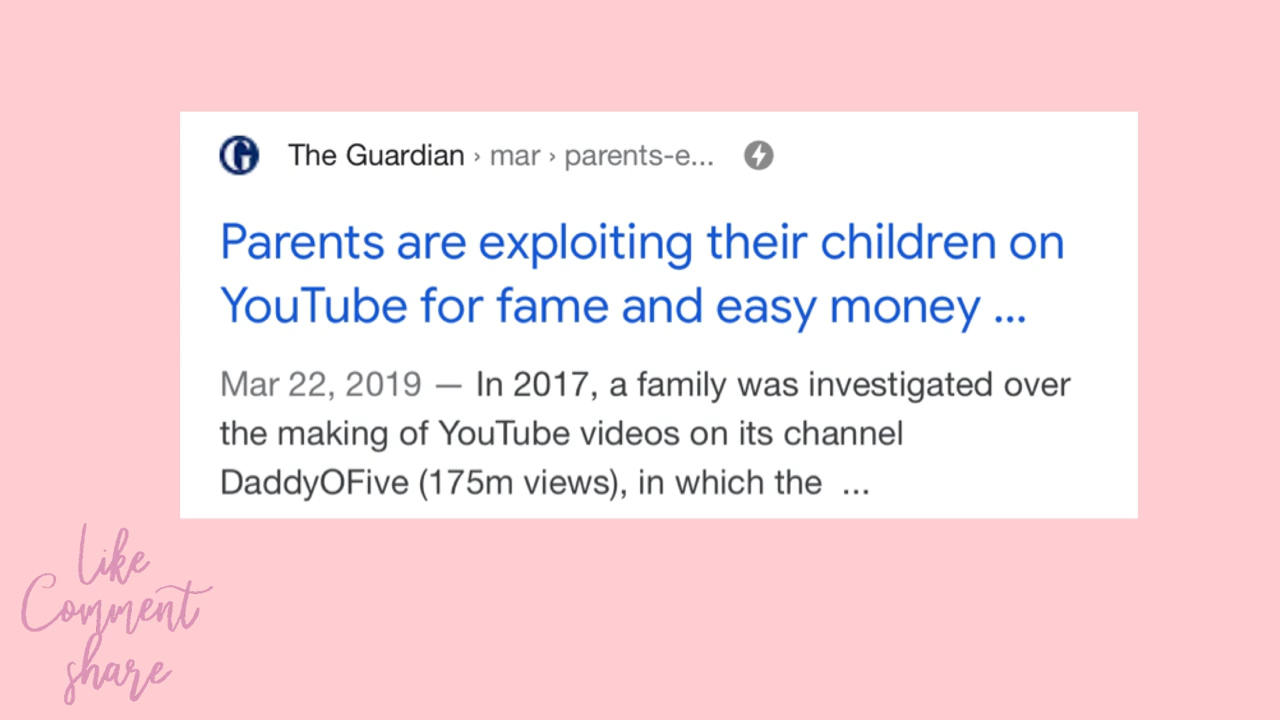 The Guardian › mar › parents-e...
Parents are exploiting their children on
YouTube for fame and easy money ...
Mar 22, 2019 — In 2017, a family was investigated over
the making of YouTube videos on its channel
DaddyOFive (175m views), in which the ...
like
Comment
share